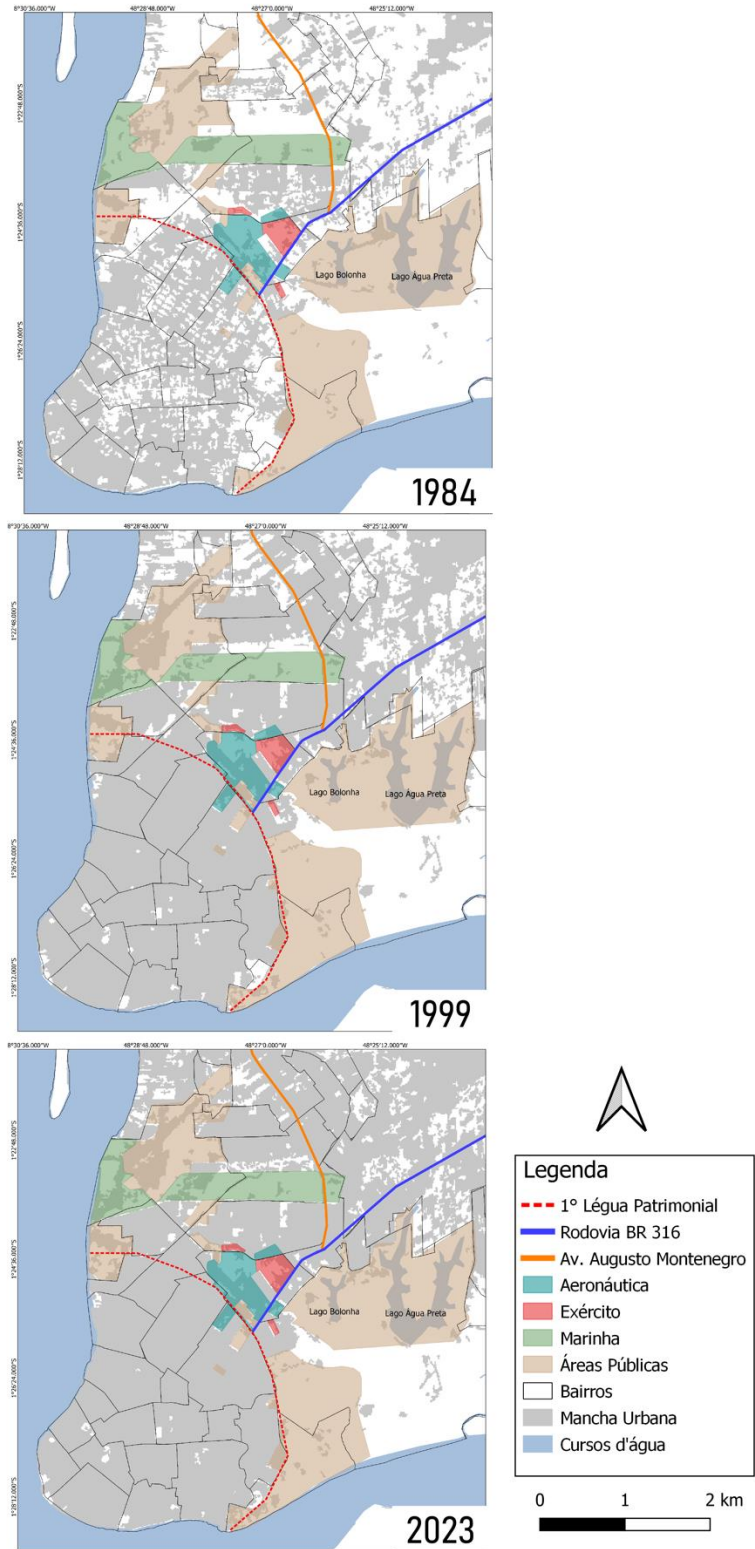 8°30'36.000"W 48°28'48.000"W 48°27'0.000"W 48°25'12.000"W
1°22'48.000"S
1°24'36.000"S
1°26'24.000"S
1°28'12.000"S
Lago Bolonha
Lago Água Preta
1984
8°30'36.000"W 48°28'48.000"W 48°27'0.000"W 48°25'12.000"W
1°22'48.000"S
1°24'36.000"S
1°26'24.000"S
1°28'12.000"S
Lago Bolonha
Lago Água Preta
1999
8°30'36.000"W 48°28'48.000"W 48°27'0.000"W 48°25'12.000"W
1°22'48.000"S
1°24'36.000"S
1°26'24.000"S
1°28'12.000"S
Lago Bolonha
Lago Água Preta
2023
Legenda
1° Légua Patrimonial
Rodovia BR 316
Av. Augusto Montenegro
Aeronáutica
Exército
Marinha
Áreas Públicas
Bairros
Mancha Urbana
Cursos d'água
0 1 2 km